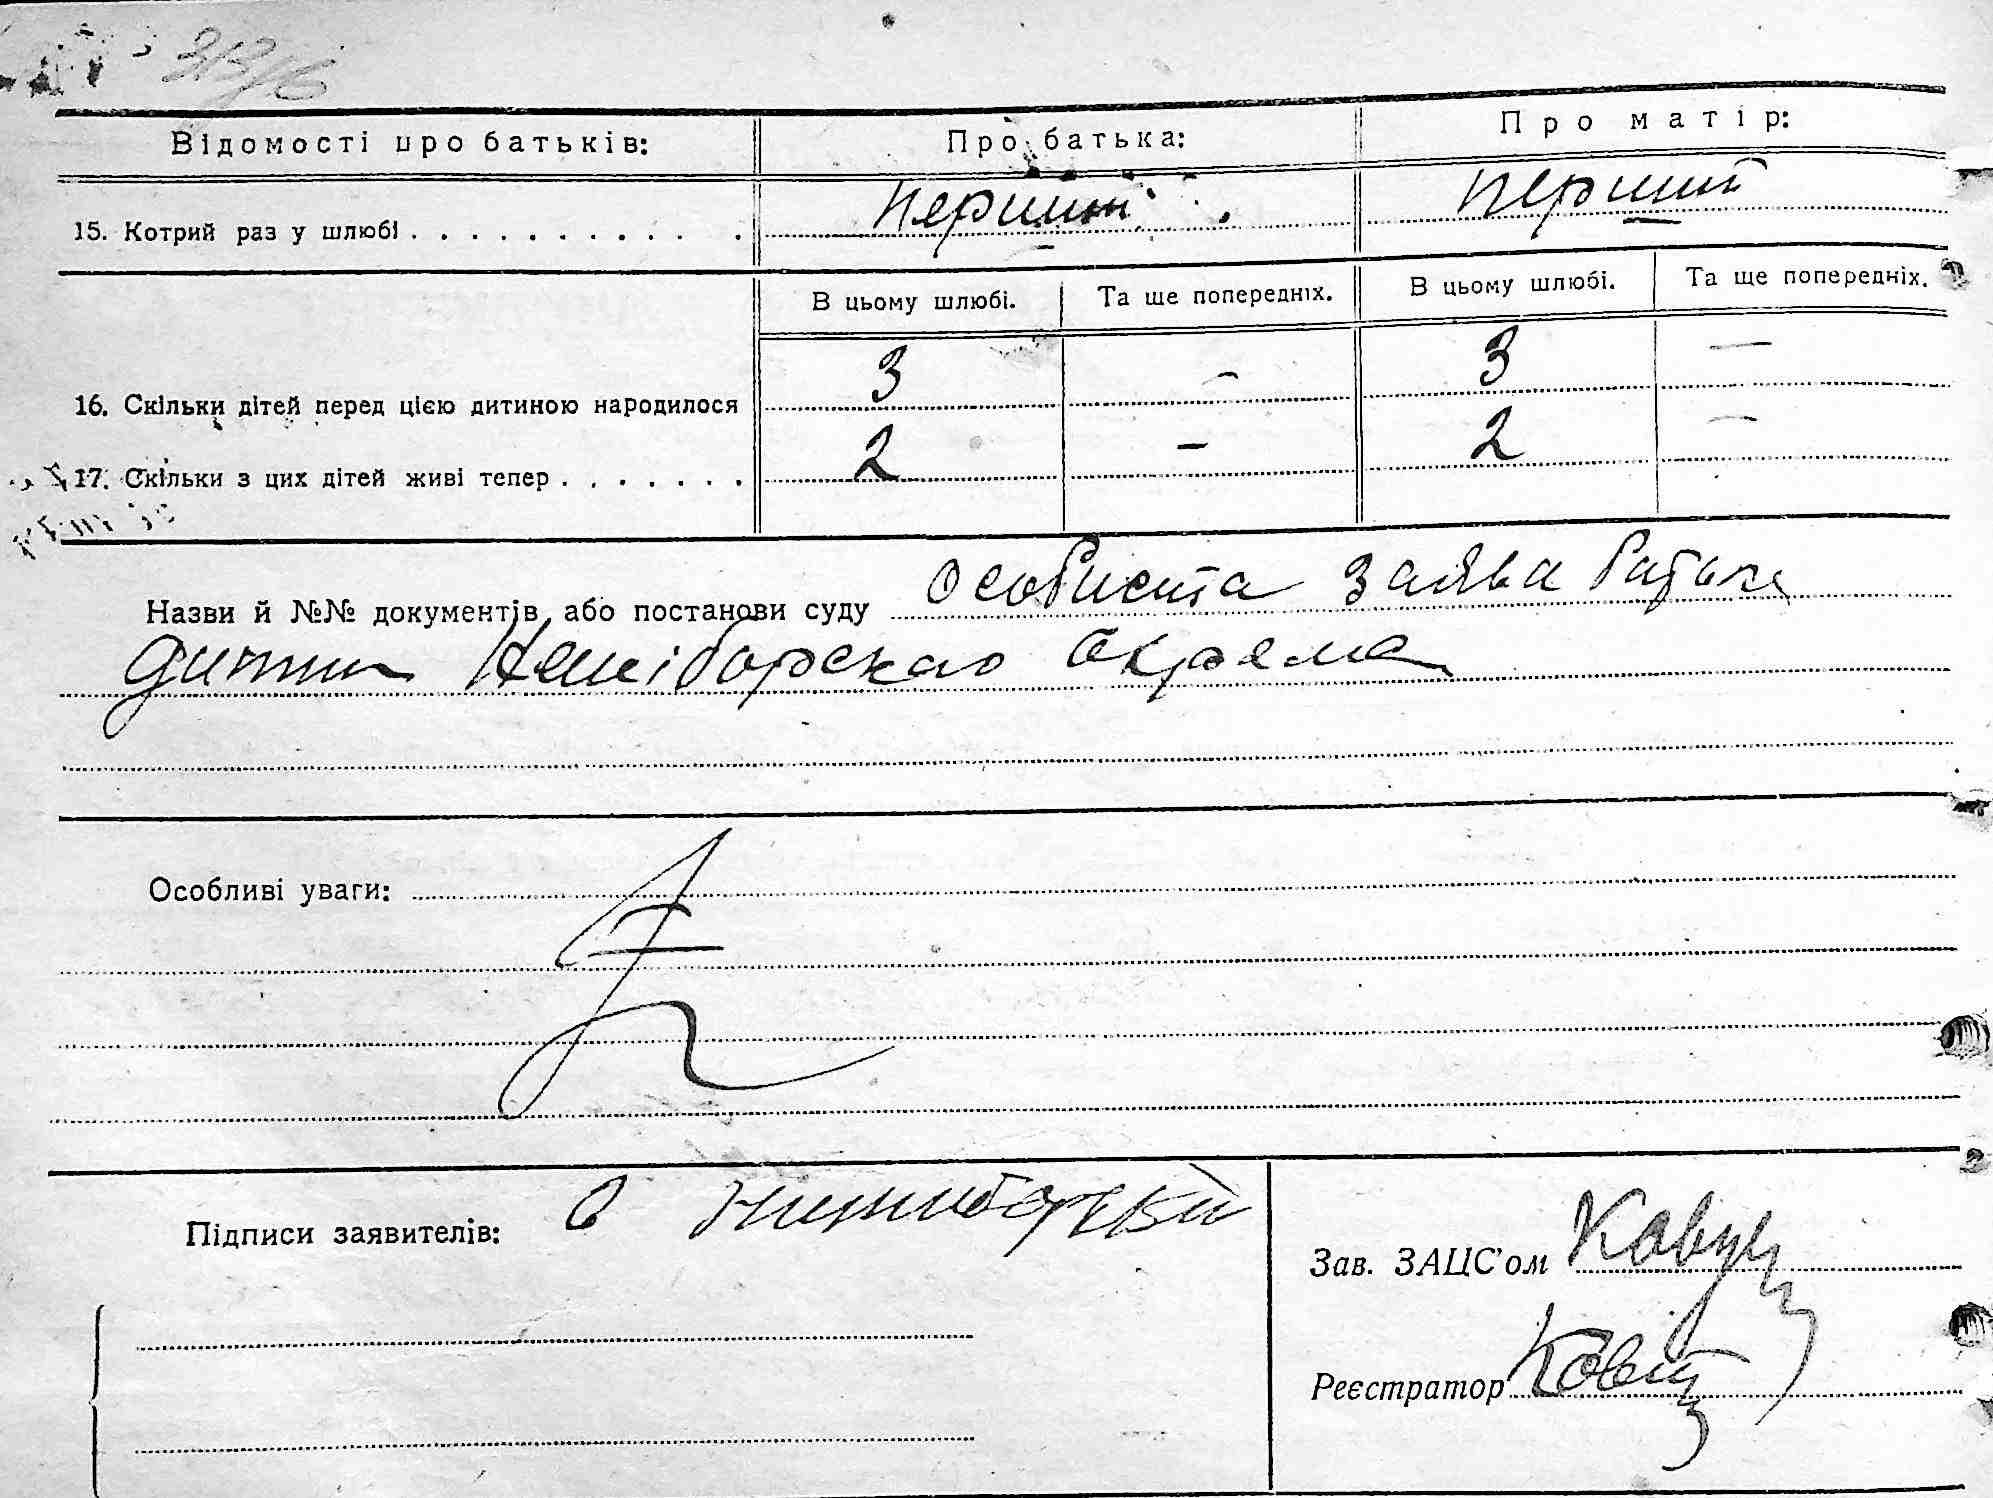 313/6
Відомості про батьків: Про батька: Про матір:
15. Котрий раз у шлюбі . . . . . . . . . . . . перший перший
В цьому шлюбі. Та ще попередніх. В цьому шлюбі. Та ще попередніх.
16. Скільки дітей перед цією дитиною народилося 3 - 3 —
17. Скільки з цих дітей живі тепер . . . . . . . 2 - 2 —
Назви й №№ документів або постанови суду особиста заява батька
дитини
Особливі уваги:
Підписи заявителів: О
Зав. ЗАЦС'ом
Реєстратор